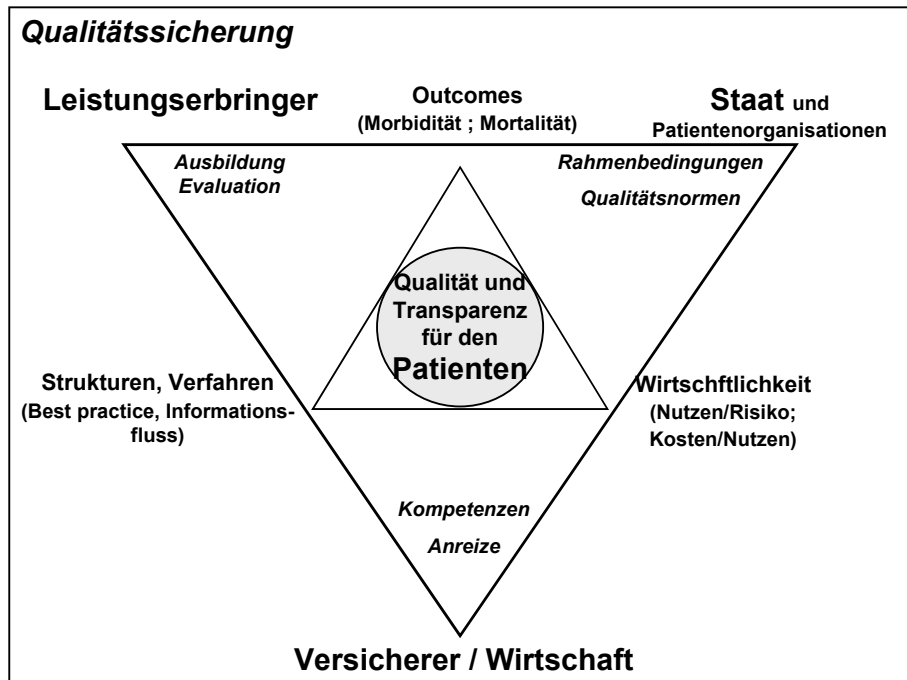 Qualitätssicherung
Leistungserbringer
Outcomes
(Morbidität ; Mortalität)
Staat und
Patientenorganisationen
Ausbildung
Evaluation
Rahmenbedingungen
Qualitätsnormen
Qualität und
Transparenz
für den
Patienten
Strukturen, Verfahren
(Best practice, Informations-
fluss)
Wirtschftlichkeit
(Nutzen/Risiko;
Kosten/Nutzen)
Kompetenzen
Anreize
Versicherer / Wirtschaft